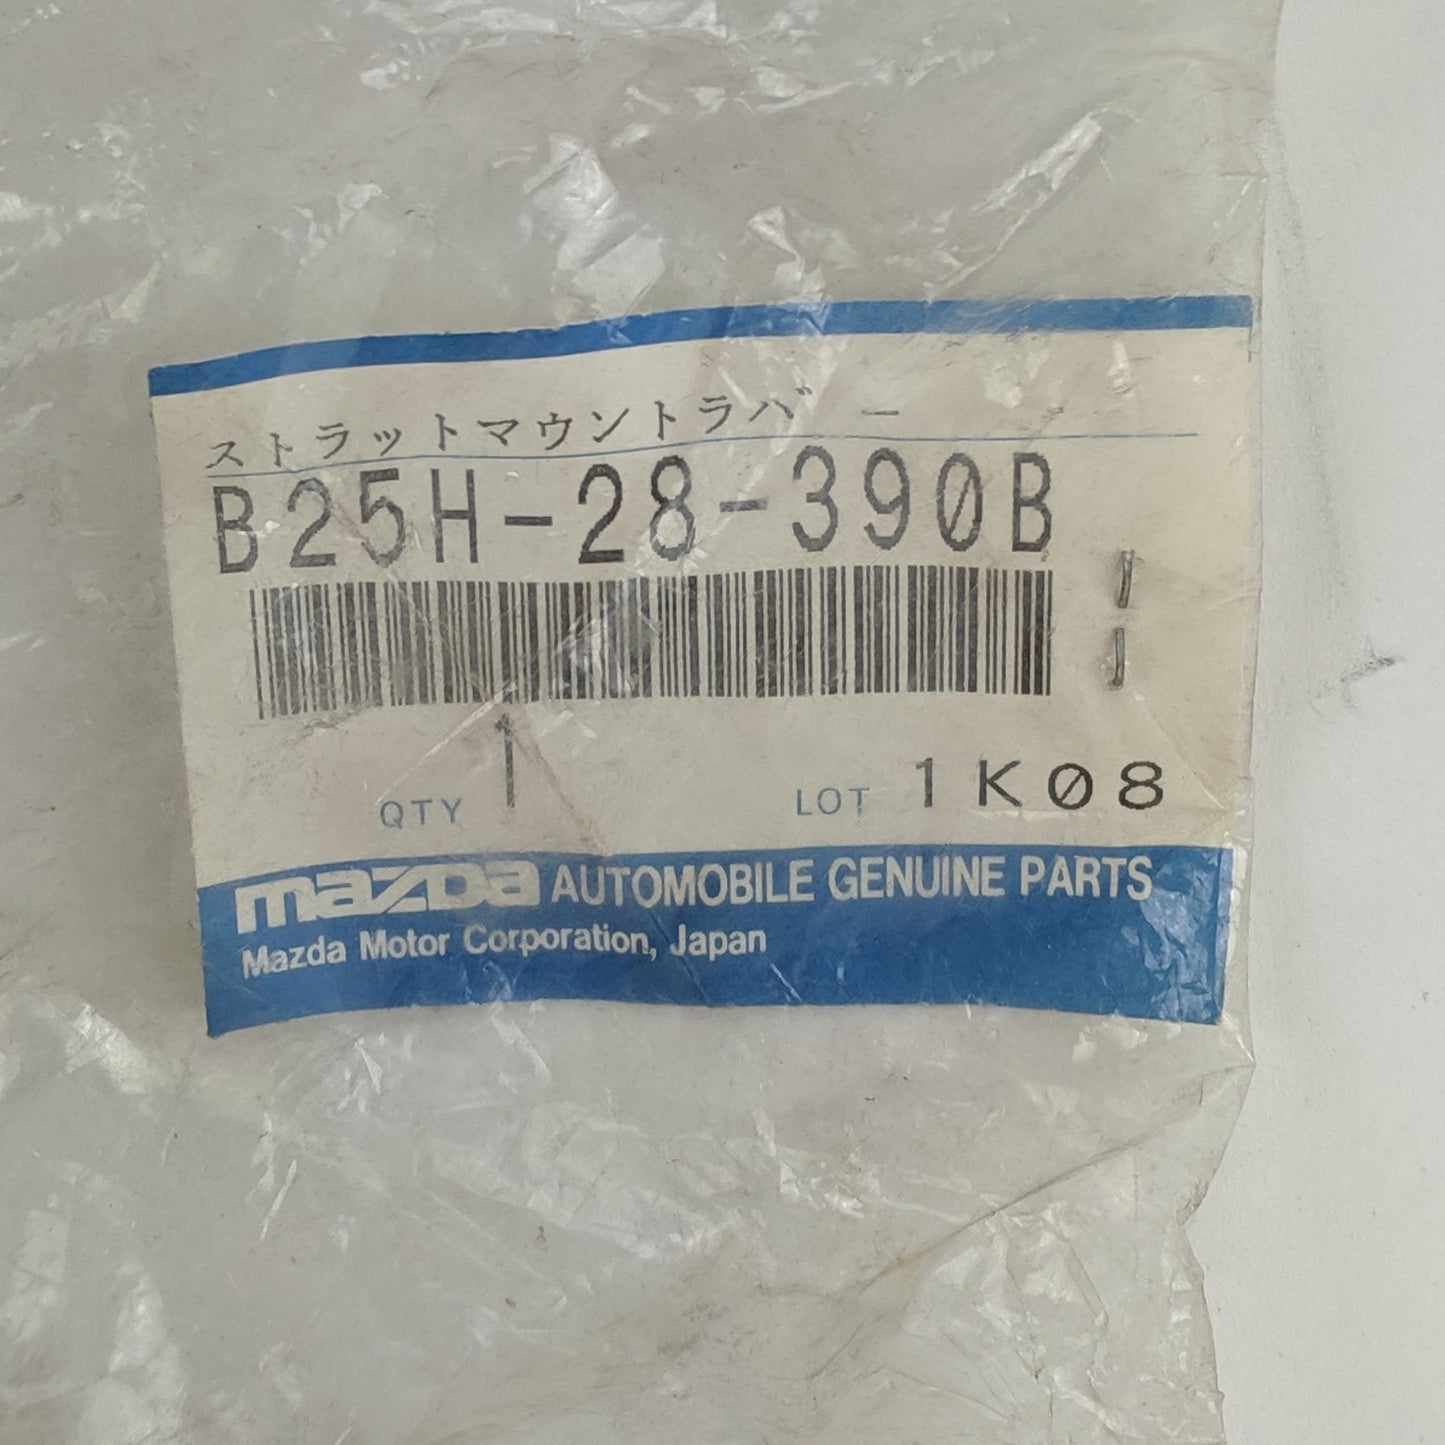 ストラットマウントラバー
B25H-28-390B
QTY 1 LOT 1K08
mazda AUTOMOBILE GENUINE PARTS
Mazda Motor Corporation, Japan